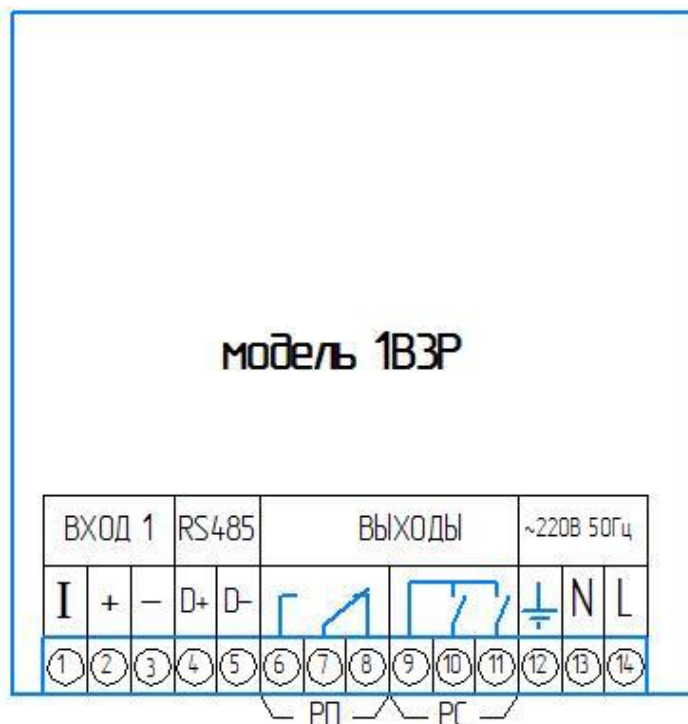 модель 1В3Р
ВХОД 1 RS485 ВЫХОДЫ ~220В 50Гц
I + − D+ D- N L
1 2 3 4 5 6 7 8 9 10 11 12 13 14
РП РГ